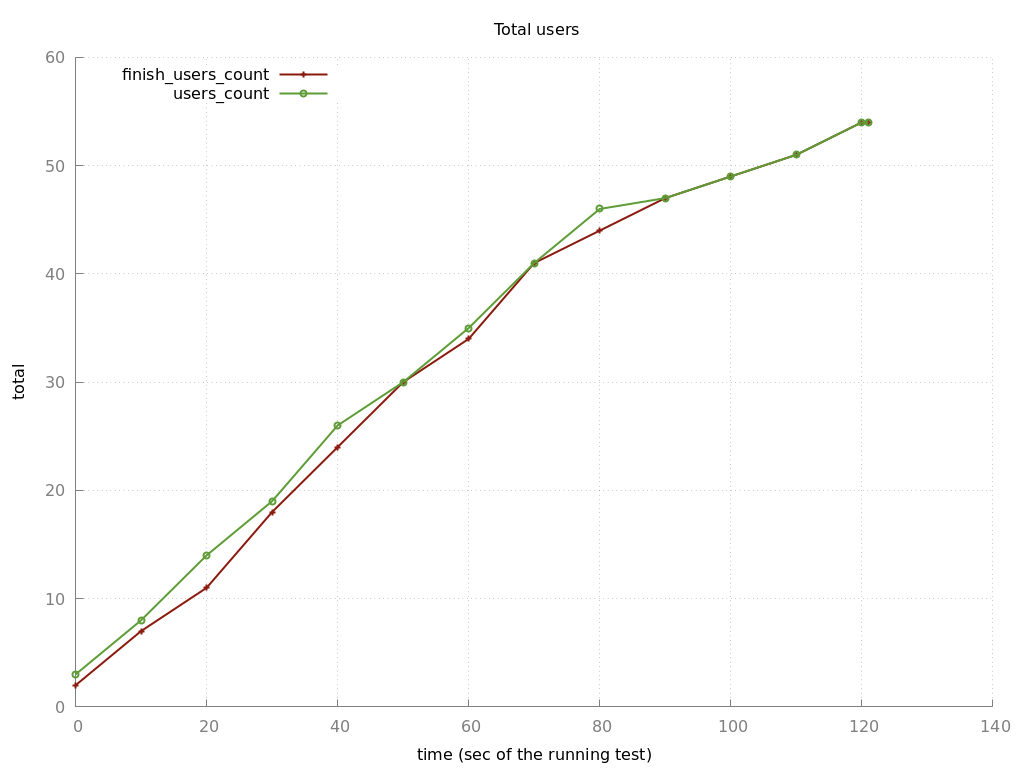 Total users
60
finish_users_count
users_count
50
40
total
30
20
10
0
0 20 40 60 80 100 120 140
time (sec of the running test)